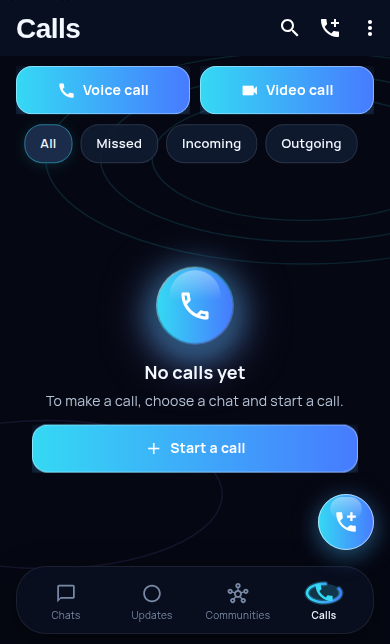 Calls
Voice call
Video call
All
Missed
Incoming
Outgoing
No calls yet
To make a call, choose a chat and start a call.
Start a call
Chats
Updates
Communities
Calls